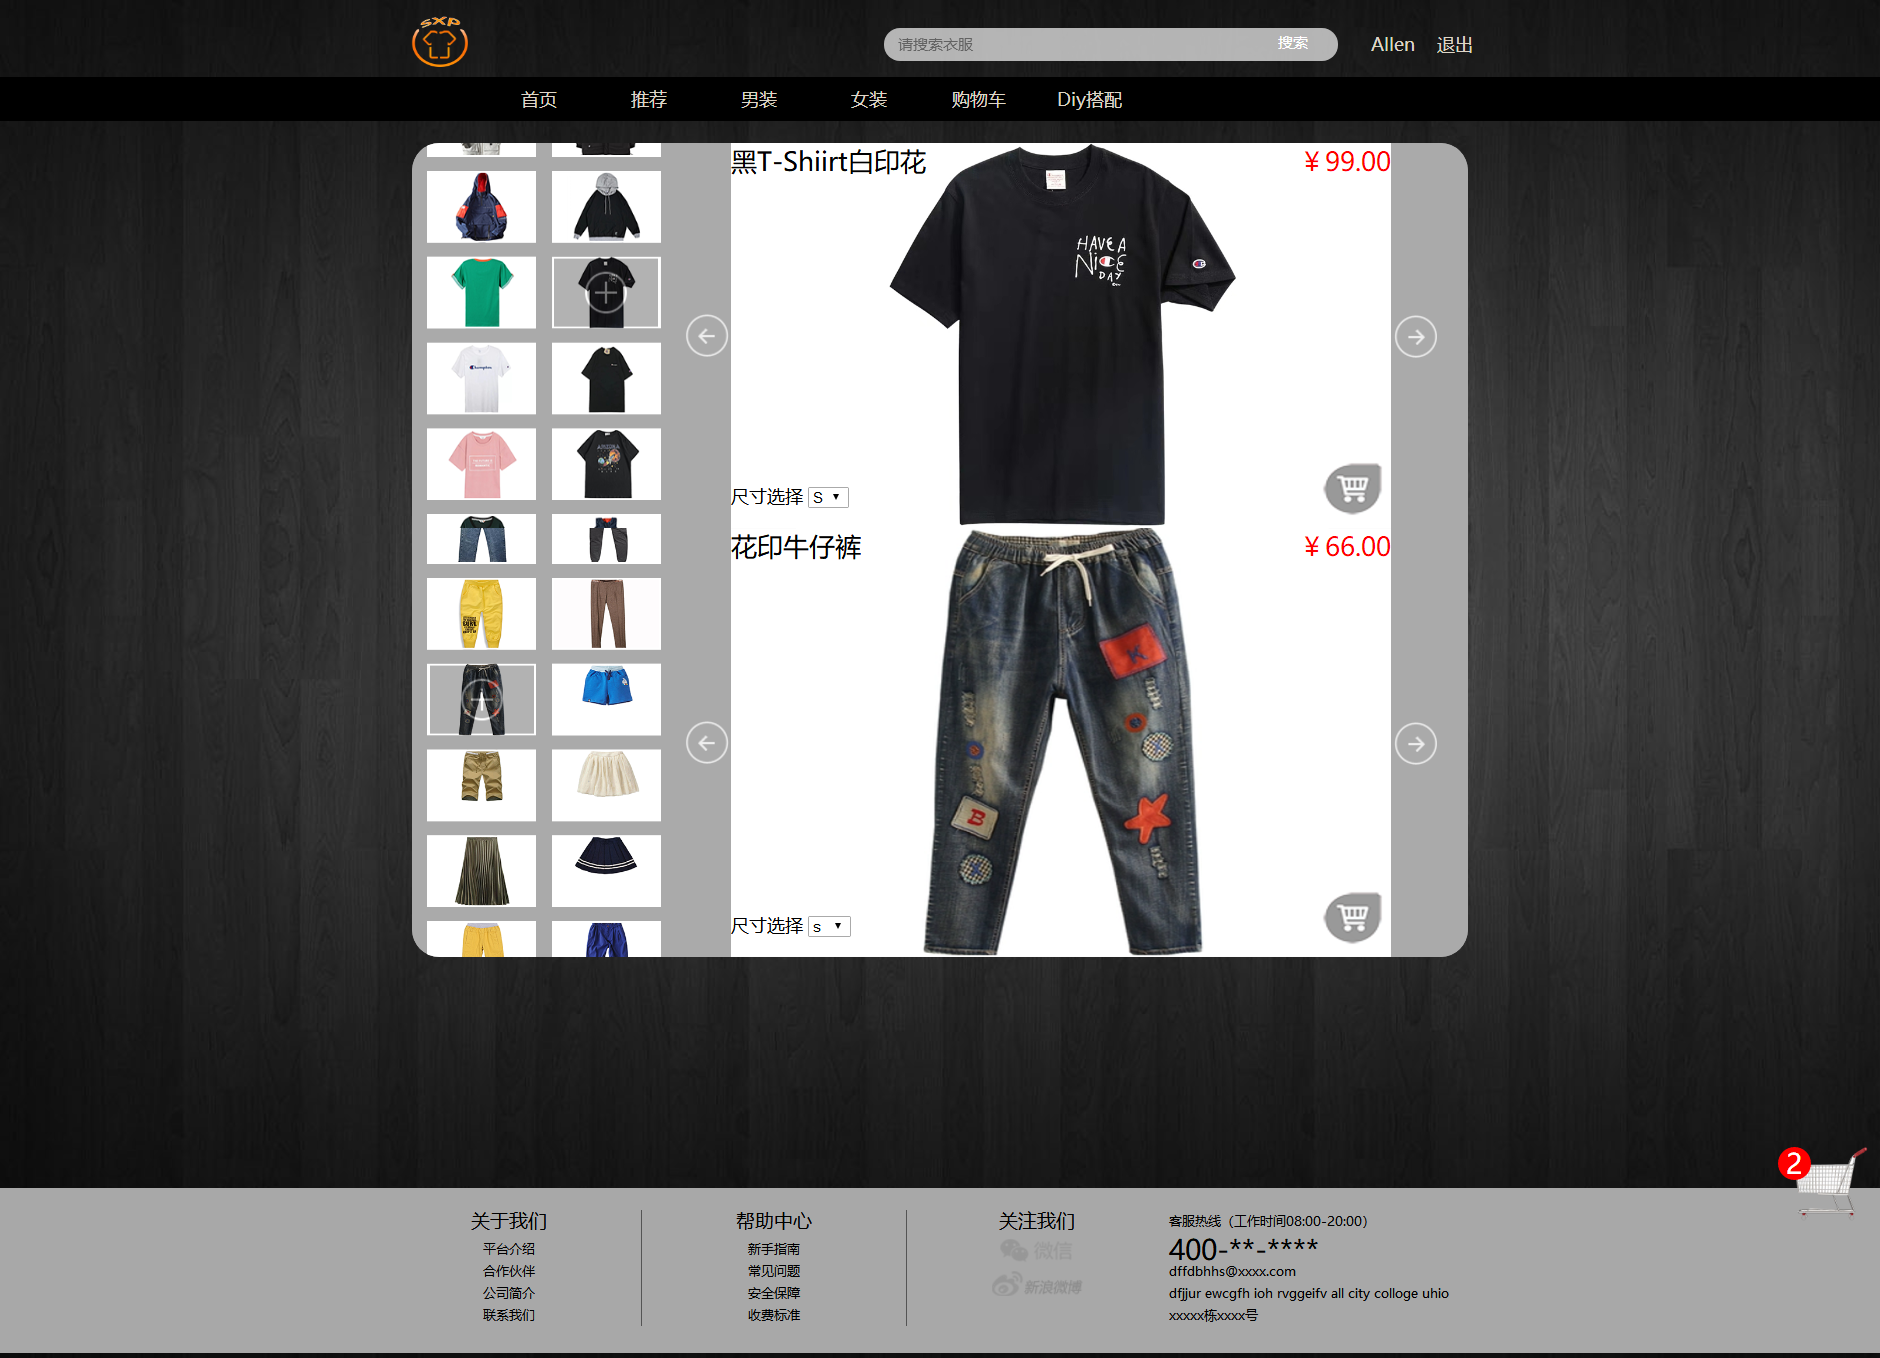 SXP
请搜索衣服
搜索
Allen 退出
首页 推荐 男装 女装 购物车 Diy搭配
黑T-Shiirt白印花
¥ 99.00
HAVE A
NICE
DAY
尺寸选择 S
花印牛仔裤
¥ 66.00
K
B
尺寸选择 s
2
关于我们
平台介绍
合作伙伴
公司简介
联系我们
帮助中心
新手指南
常见问题
安全保障
收费标准
关注我们
微信
新浪微博
客服热线（工作时间08:00-20:00）
400-**-****
dffdbhhs@xxxx.com
dfjjur ewcgfh ioh rvggeifv all city colloge uhio
xxxxx栋xxxx号